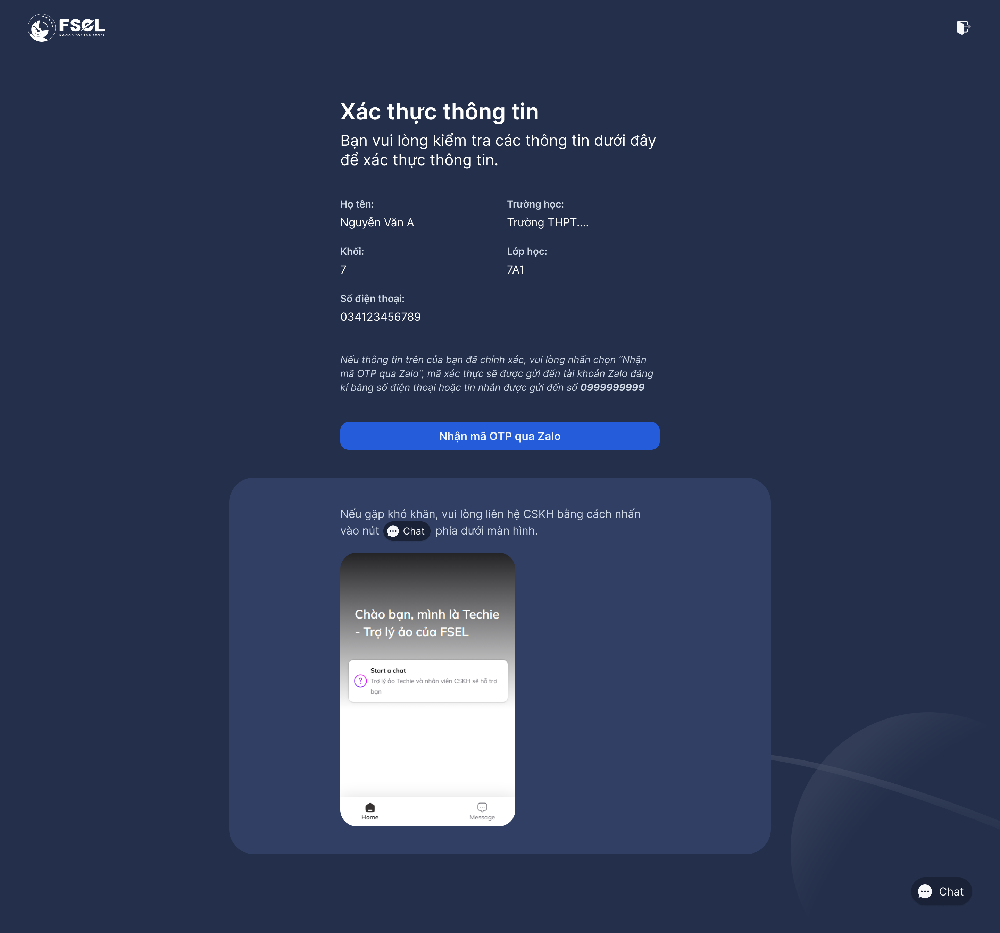 FSEL
Reach for the stars
Xác thực thông tin
Bạn vui lòng kiểm tra các thông tin dưới đây
để xác thực thông tin.
Họ tên:
Nguyễn Văn A
Trường học:
Trường THPT....
Khối:
7
Lớp học:
7A1
Số điện thoại:
034123456789
Nếu thông tin trên của bạn đã chính xác, vui lòng nhấn chọn “Nhận
mã OTP qua Zalo", mã xác thực sẽ được gửi đến tài khoản Zalo đăng
kí bằng số điện thoại hoặc tin nhắn được gửi đến số 0999999999
Nhận mã OTP qua Zalo
Nếu gặp khó khăn, vui lòng liên hệ CSKH bằng cách nhấn
vào nút Chat phía dưới màn hình.
Chào bạn, mình là Techie
- Trợ lý ảo của FSEL
Start a chat
Trợ lý ảo Techie và nhân viên CSKH sẽ hỗ trợ
bạn
Home
Message
Chat